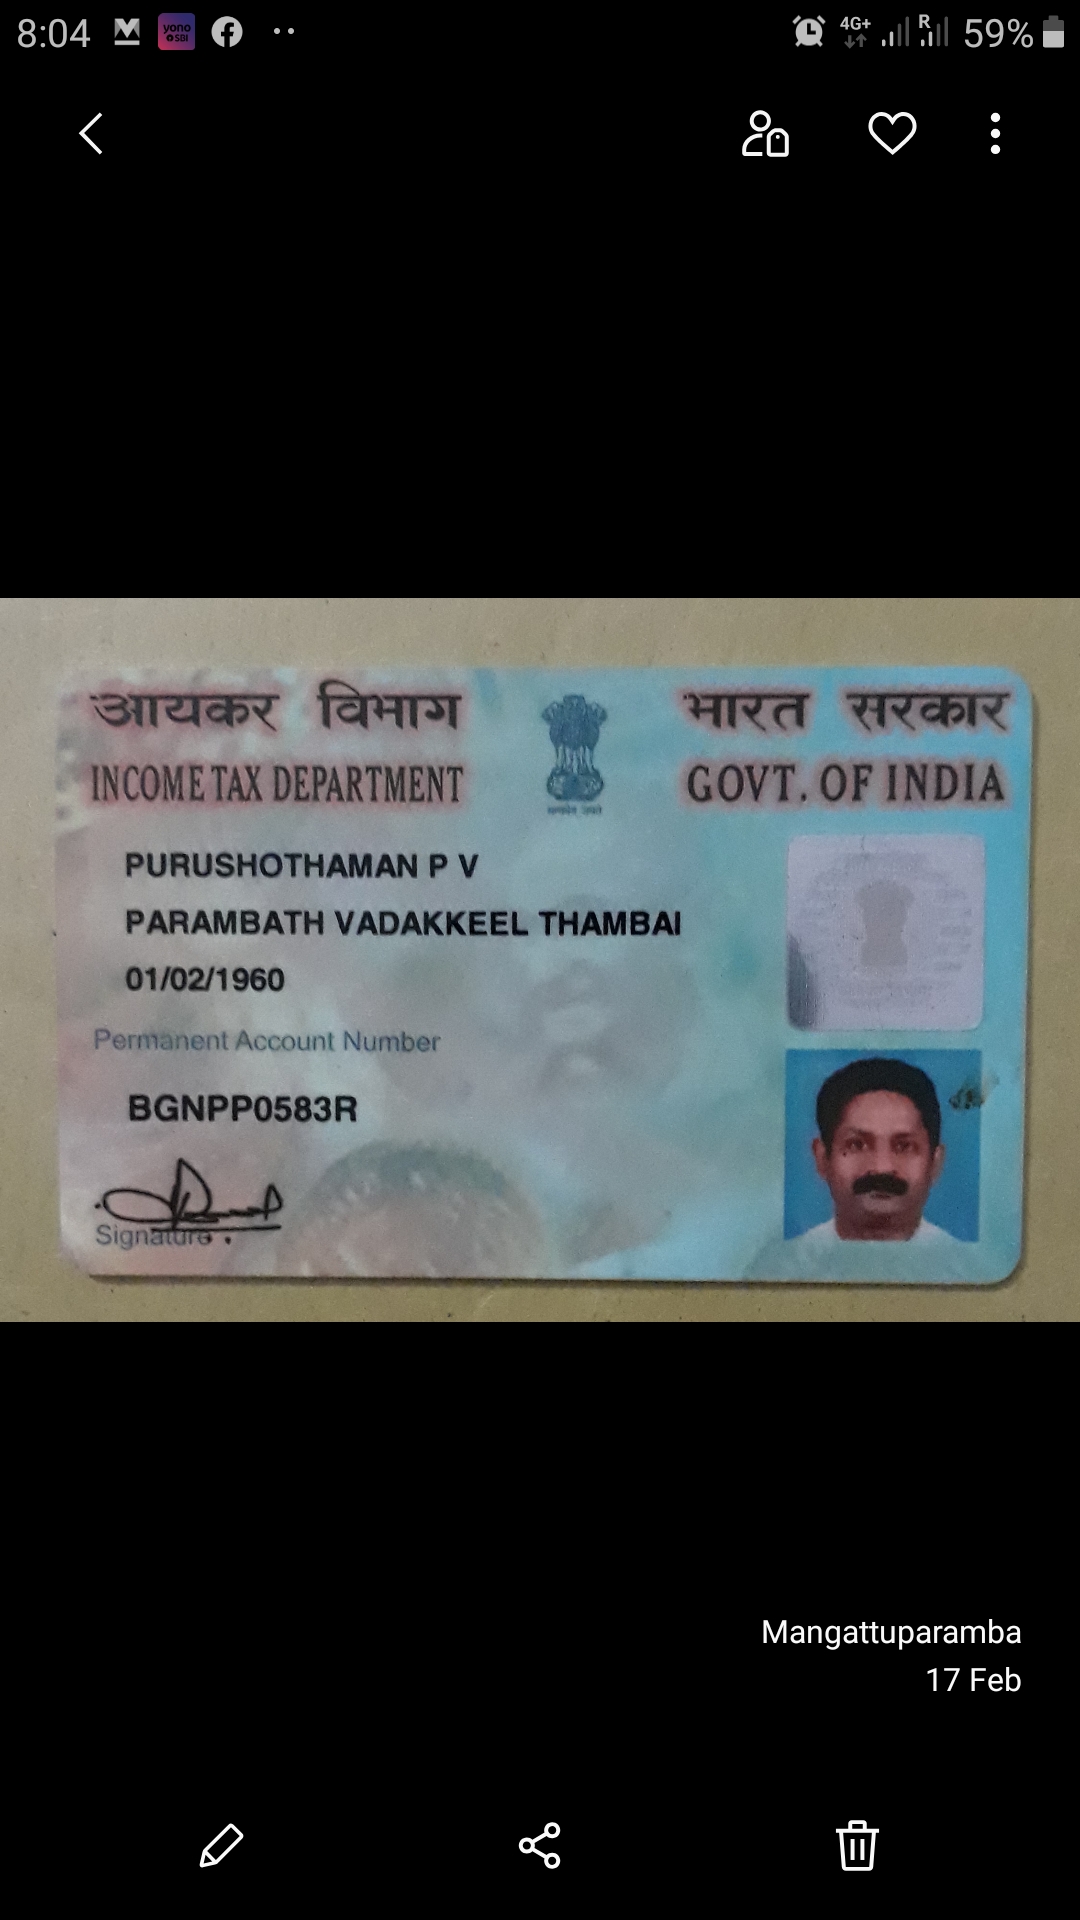 8:04
yono
SBI
4G+
R
59%
आयकर विभाग
भारत सरकार
INCOME TAX DEPARTMENT
GOVT. OF INDIA
PURUSHOTHAMAN P V
PARAMBATH VADAKKEEL THAMBAI
01/02/1960
Permanent Account Number
BGNPP0583R
Signature
Mangattuparamba
17 Feb